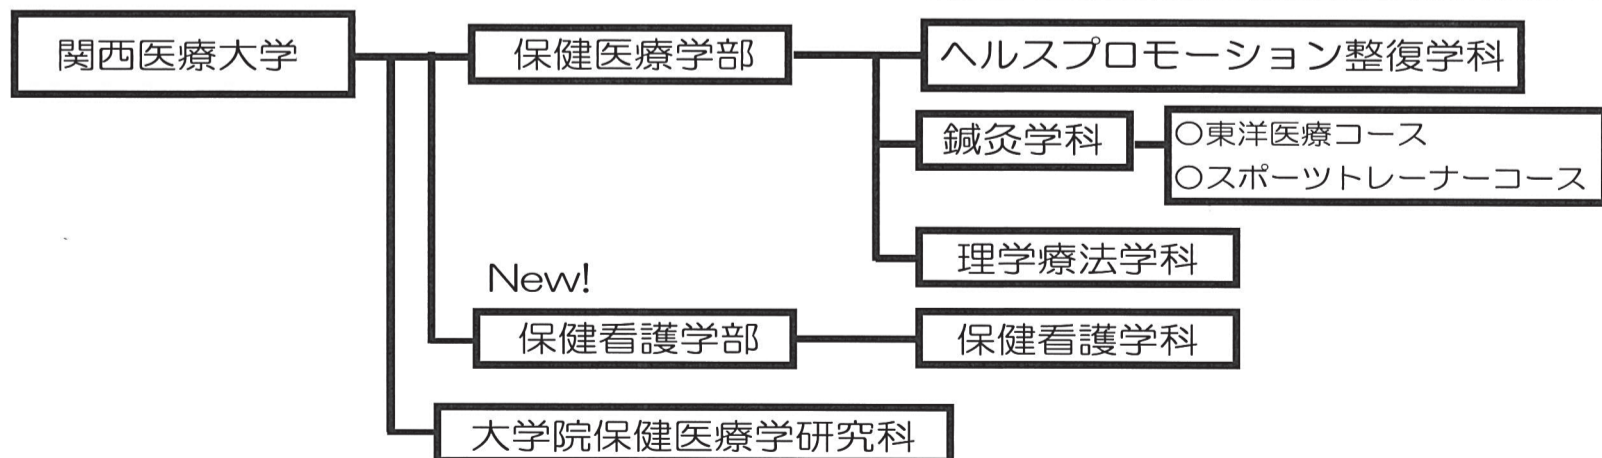 関西医療大学
保健医療学部
ヘルスプロモーション整復学科
鍼灸学科
○東洋医療コース
○スポーツトレーナーコース
理学療法学科
New!
保健看護学部
保健看護学科
大学院保健医療学研究科